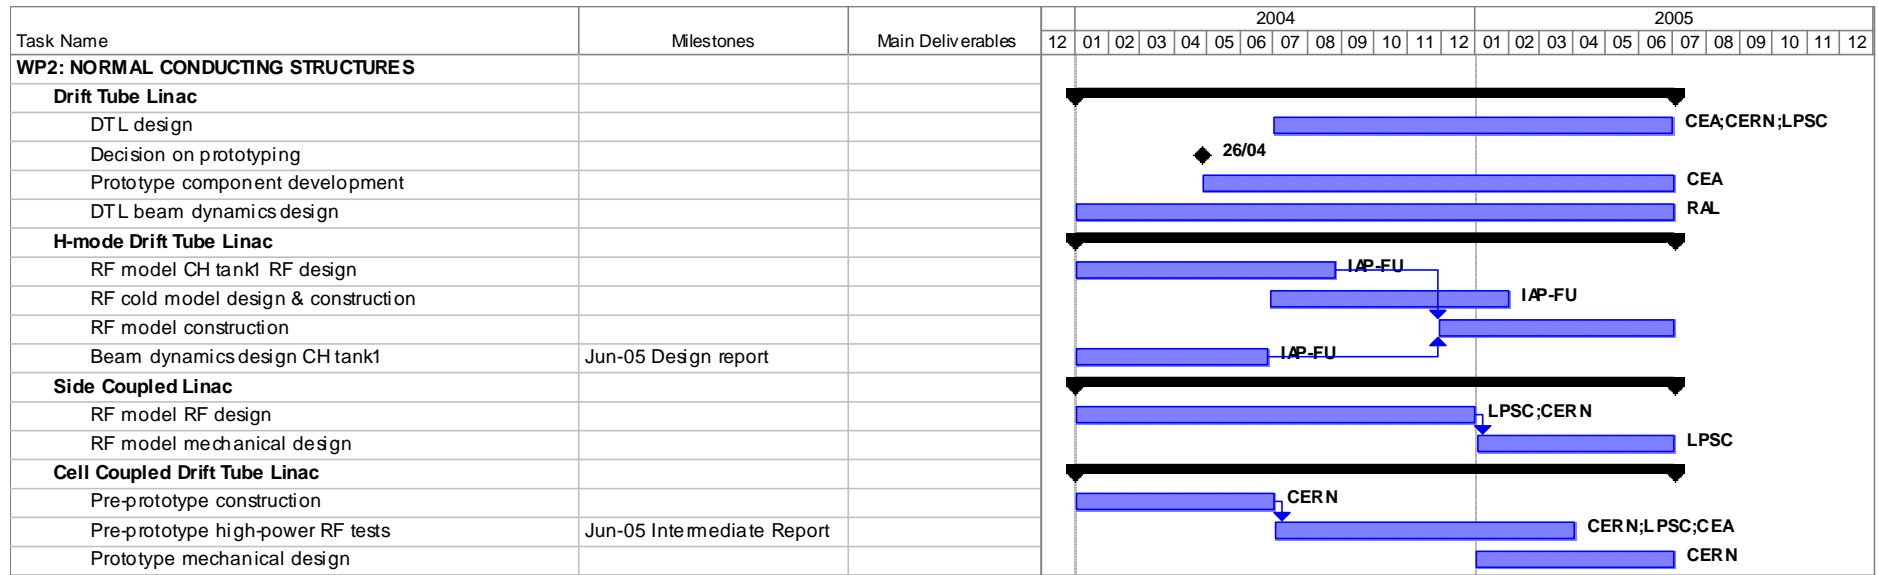 2004 2005
Task Name Milestones Main Deliverables 12 01 02 03 04 05 06 07 08 09 10 11 12 01 02 03 04 05 06 07 08 09 10 11 12
WP2: NORMAL CONDUCTING STRUCTURES
Drift Tube Linac
DTL design CEA;CERN;LPSC
Decision on prototyping 26/04
Prototype component development CEA
DTL beam dynamics design RAL
H-mode Drift Tube Linac
RF model CH tank1 RF design IAP-FU
RF cold model design & construction IAP-FU
RF model construction
Beam dynamics design CH tank1 Jun-05 Design report IAP-FU
Side Coupled Linac
RF model RF design LPSC;CERN
RF model mechanical design LPSC
Cell Coupled Drift Tube Linac
Pre-prototype construction CERN
Pre-prototype high-power RF tests Jun-05 Intermediate Report CERN;LPSC;CEA
Prototype mechanical design CERN